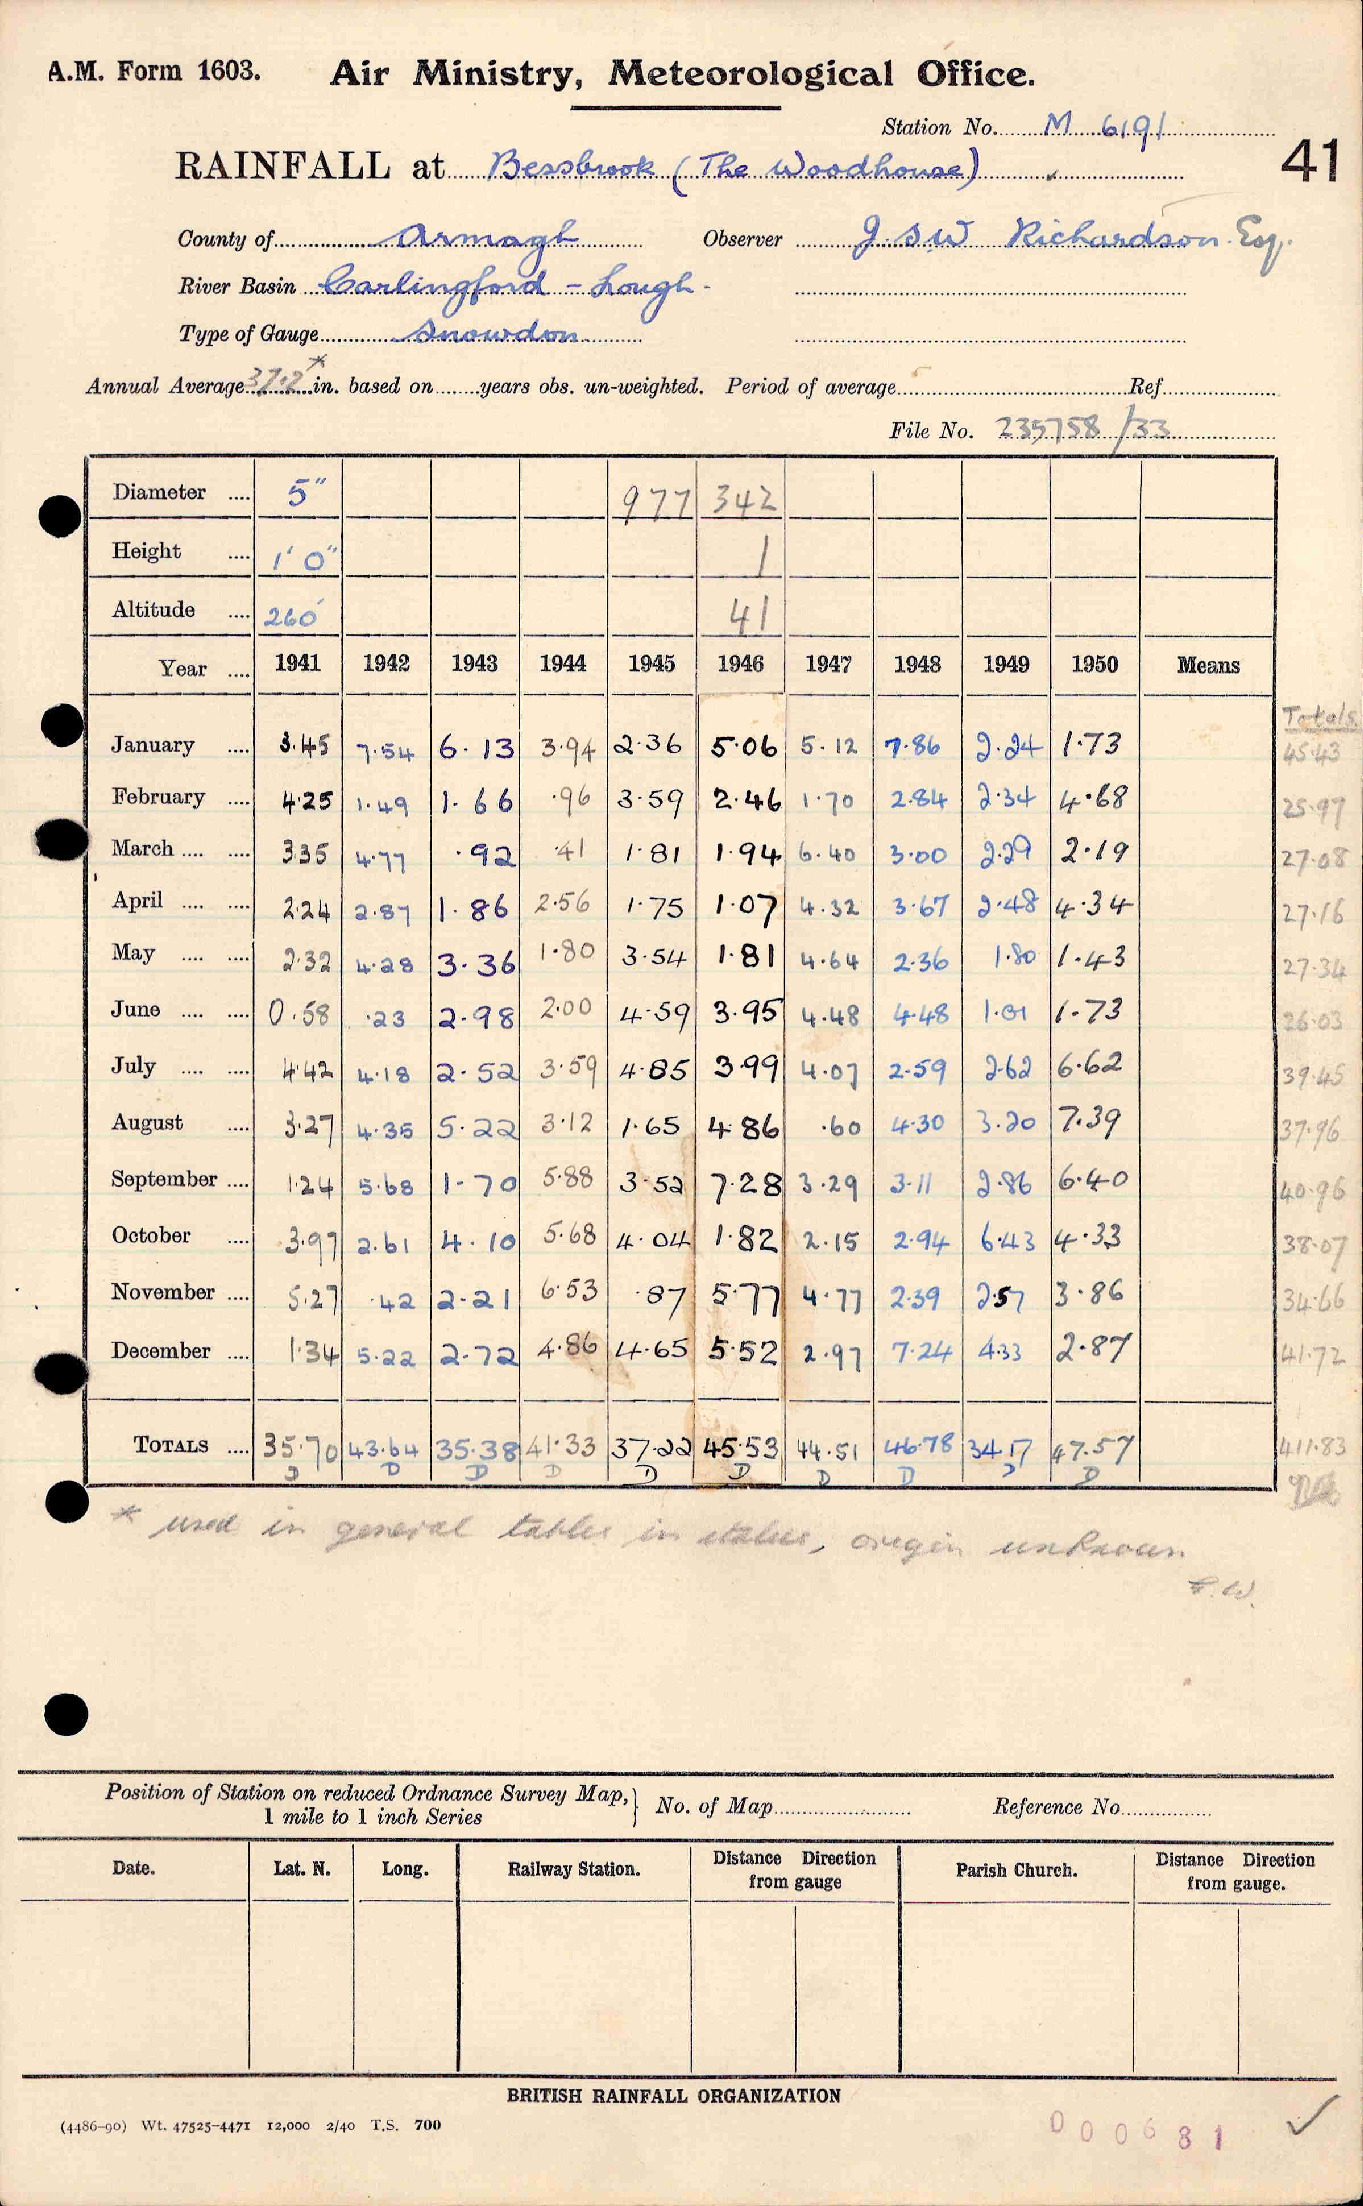 A.M. Form 1603. Air Ministry, Meteorological Office.
Station No. M 6191
RAINFALL at Bessbrook (The Woodhouse) 41
County of Armagh Observer J S W Richardson Esq.
River Basin Carlingford - Lough.
Type of Gauge Snowdon
Annual Average 37.2* in. based on years obs. un-weighted. Period of average Ref.
File No. 235758/33
Diameter 5" 977 342
Height 1' 0" 1
Altitude 260' 41
Year 1941 1942 1943 1944 1945 1946 1947 1948 1949 1950 Means
Totals
January 3.45 7.54 6.13 3.94 2.36 5.06 5.12 7.86 2.24 1.73 45.43
February 4.25 1.49 1.66 .96 3.59 2.46 1.70 2.84 2.34 4.68 25.97
March 3.35 4.77 .92 .41 1.81 1.94 6.40 3.00 2.29 2.19 27.08
April 2.24 2.87 1.86 2.56 1.75 1.07 4.32 3.67 2.48 4.34 27.16
May 2.32 4.28 3.36 1.80 3.54 1.81 4.64 2.36 1.80 1.43 27.34
June 0.58 .23 2.98 2.00 4.59 3.95 4.48 4.48 1.01 1.73 26.03
July 4.42 4.18 2.52 3.59 4.85 3.99 4.07 2.59 2.62 6.62 39.45
August 3.27 4.35 5.22 3.12 1.65 4.86 .60 4.30 3.20 7.39 37.96
September 1.24 5.68 1.70 5.88 3.52 7.28 3.29 3.11 2.86 6.40 40.96
October 3.97 2.61 4.10 5.68 4.04 1.82 2.15 2.94 6.43 4.33 38.07
November 5.27 .42 2.21 6.53 .87 5.77 4.77 2.39 2.57 3.86 34.66
December 1.34 5.22 2.72 4.86 4.65 5.52 2.97 7.24 4.33 2.87 41.72
TOTALS 35.70 43.64 35.38 41.33 37.22 45.53 44.51 46.78 34.17 47.57 411.83
D D D D D D D D D D
* used in general tables in italics, origin unknown
Position of Station on reduced Ordnance Survey Map, 1 mile to 1 inch Series } No. of Map Reference No.
Date. Lat. N. Long. Railway Station. Distance Direction from gauge Parish Church. Distance Direction from gauge.
BRITISH RAINFALL ORGANIZATION
(4486-90) Wt. 47525-4471 12,000 2/40 T.S. 700
000681